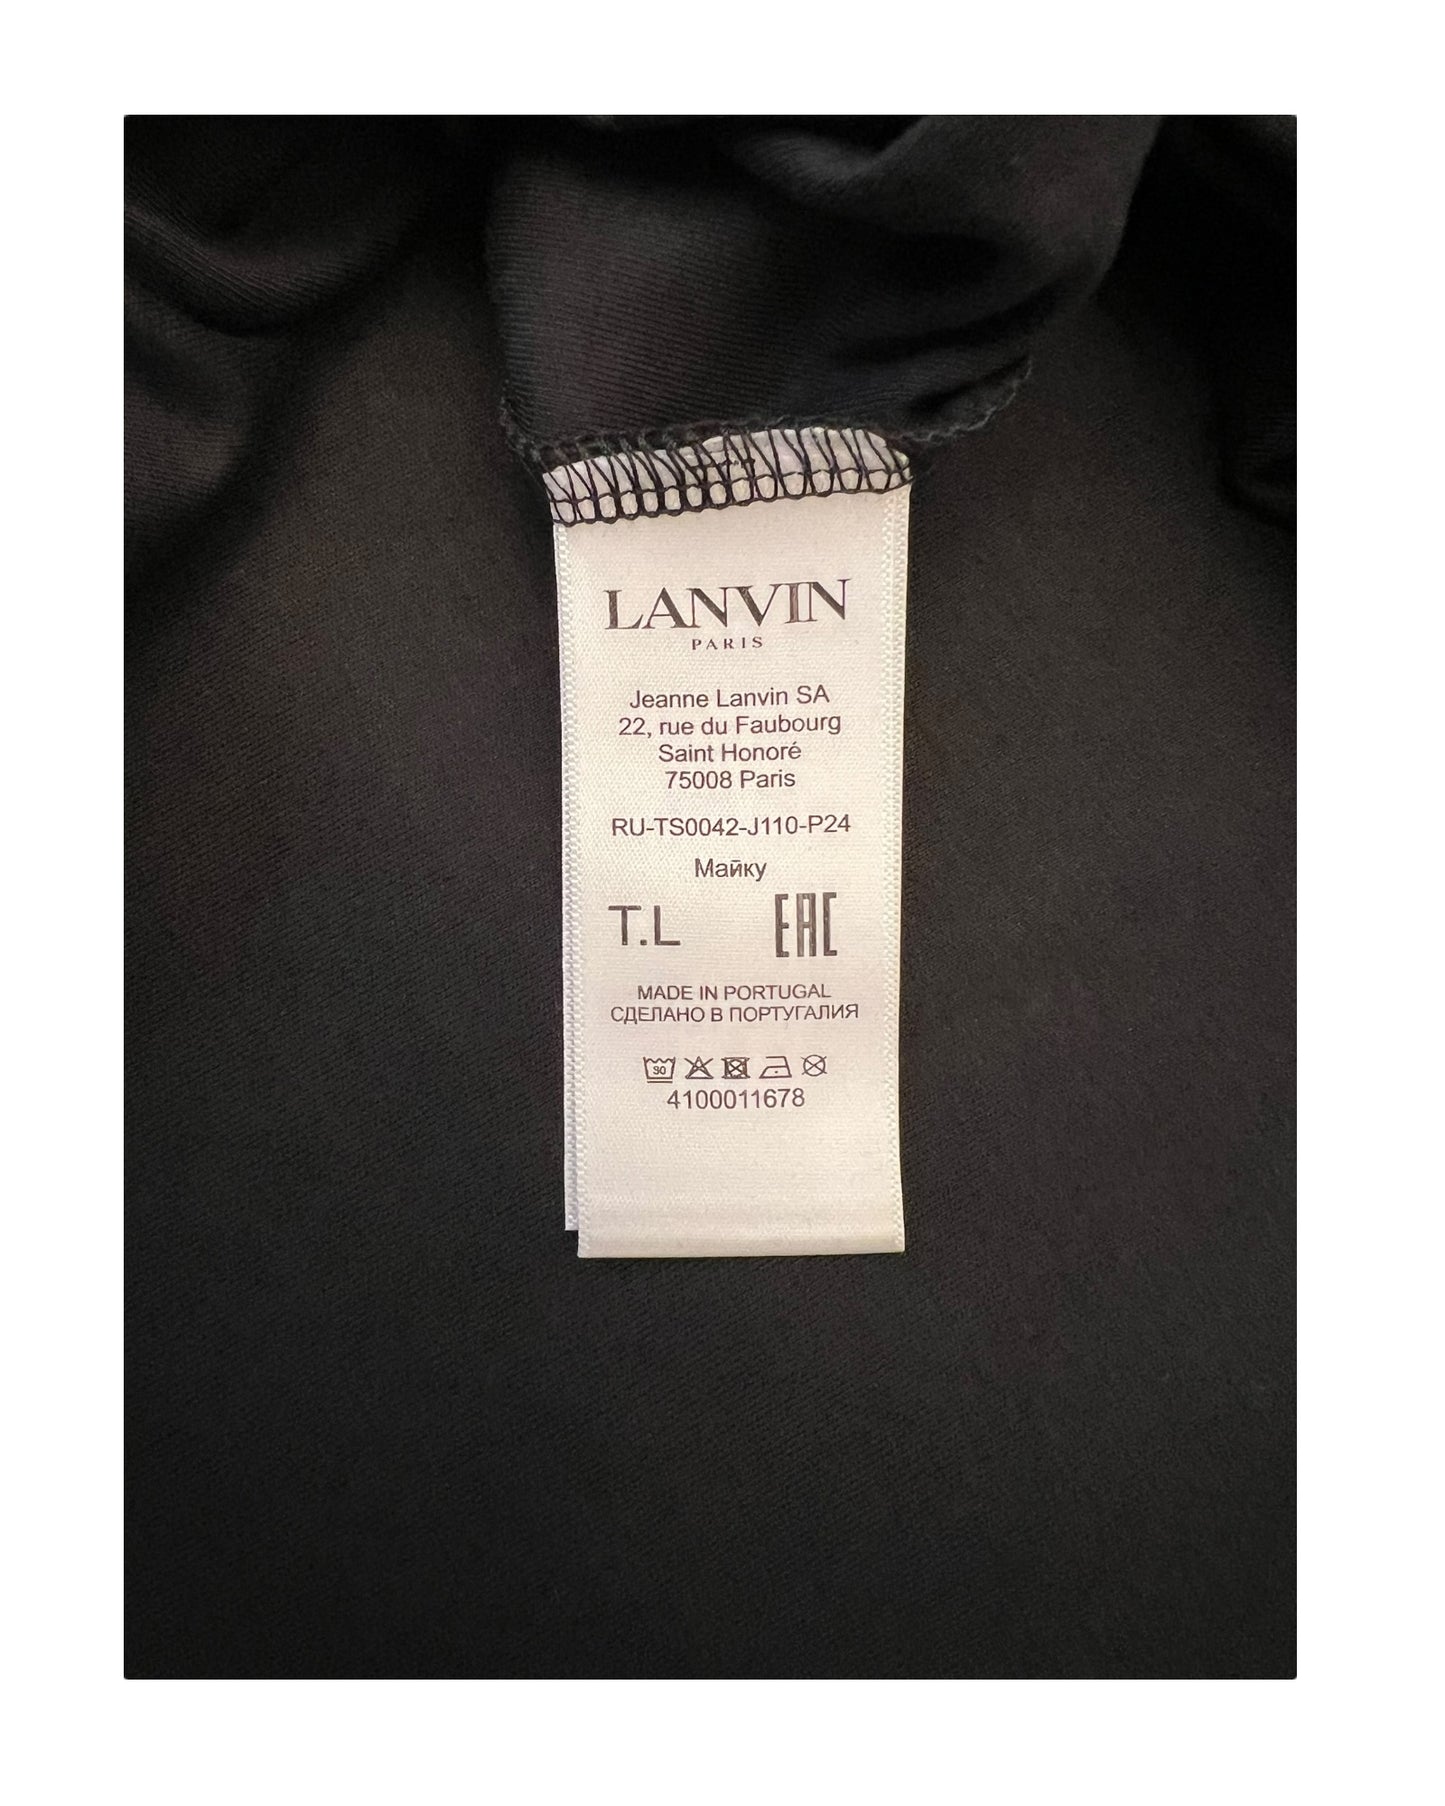 LANVIN
PARIS
Jeanne Lanvin SA
22, rue du Faubourg
Saint Honoré
75008 Paris
RU-TS0042-J110-P24
Майку
T.L EAC
MADE IN PORTUGAL
СДЕЛАНО В ПОРТУГАЛИЯ
30
4100011678